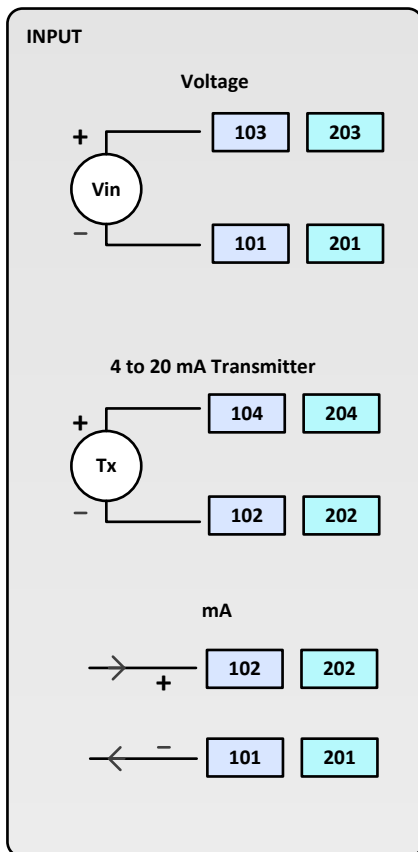 INPUT
Voltage
+ 103 203
Vin
− 101 201
4 to 20 mA Transmitter
+ 104 204
Tx
− 102 202
mA
102 202
+
− 
101 201